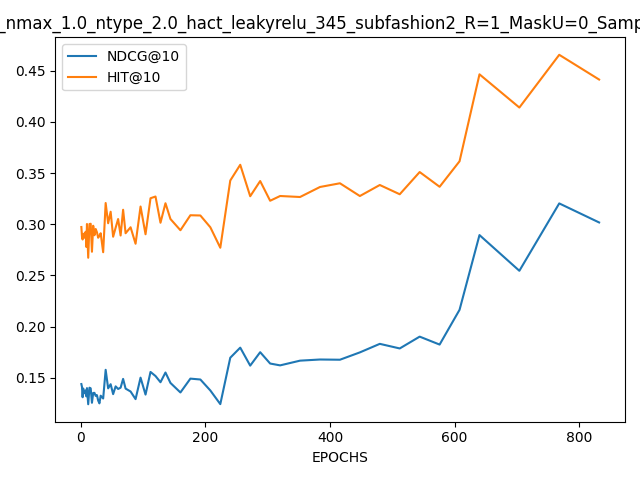 _nmax_1.0_ntype_2.0_hact_leakyrelu_345_subfashion2_R=1_MaskU=0_Samp
NDCG@10
HIT@10
0.45
0.40
0.35
0.30
0.25
0.20
0.15
0 200 400 600 800
EPOCHS